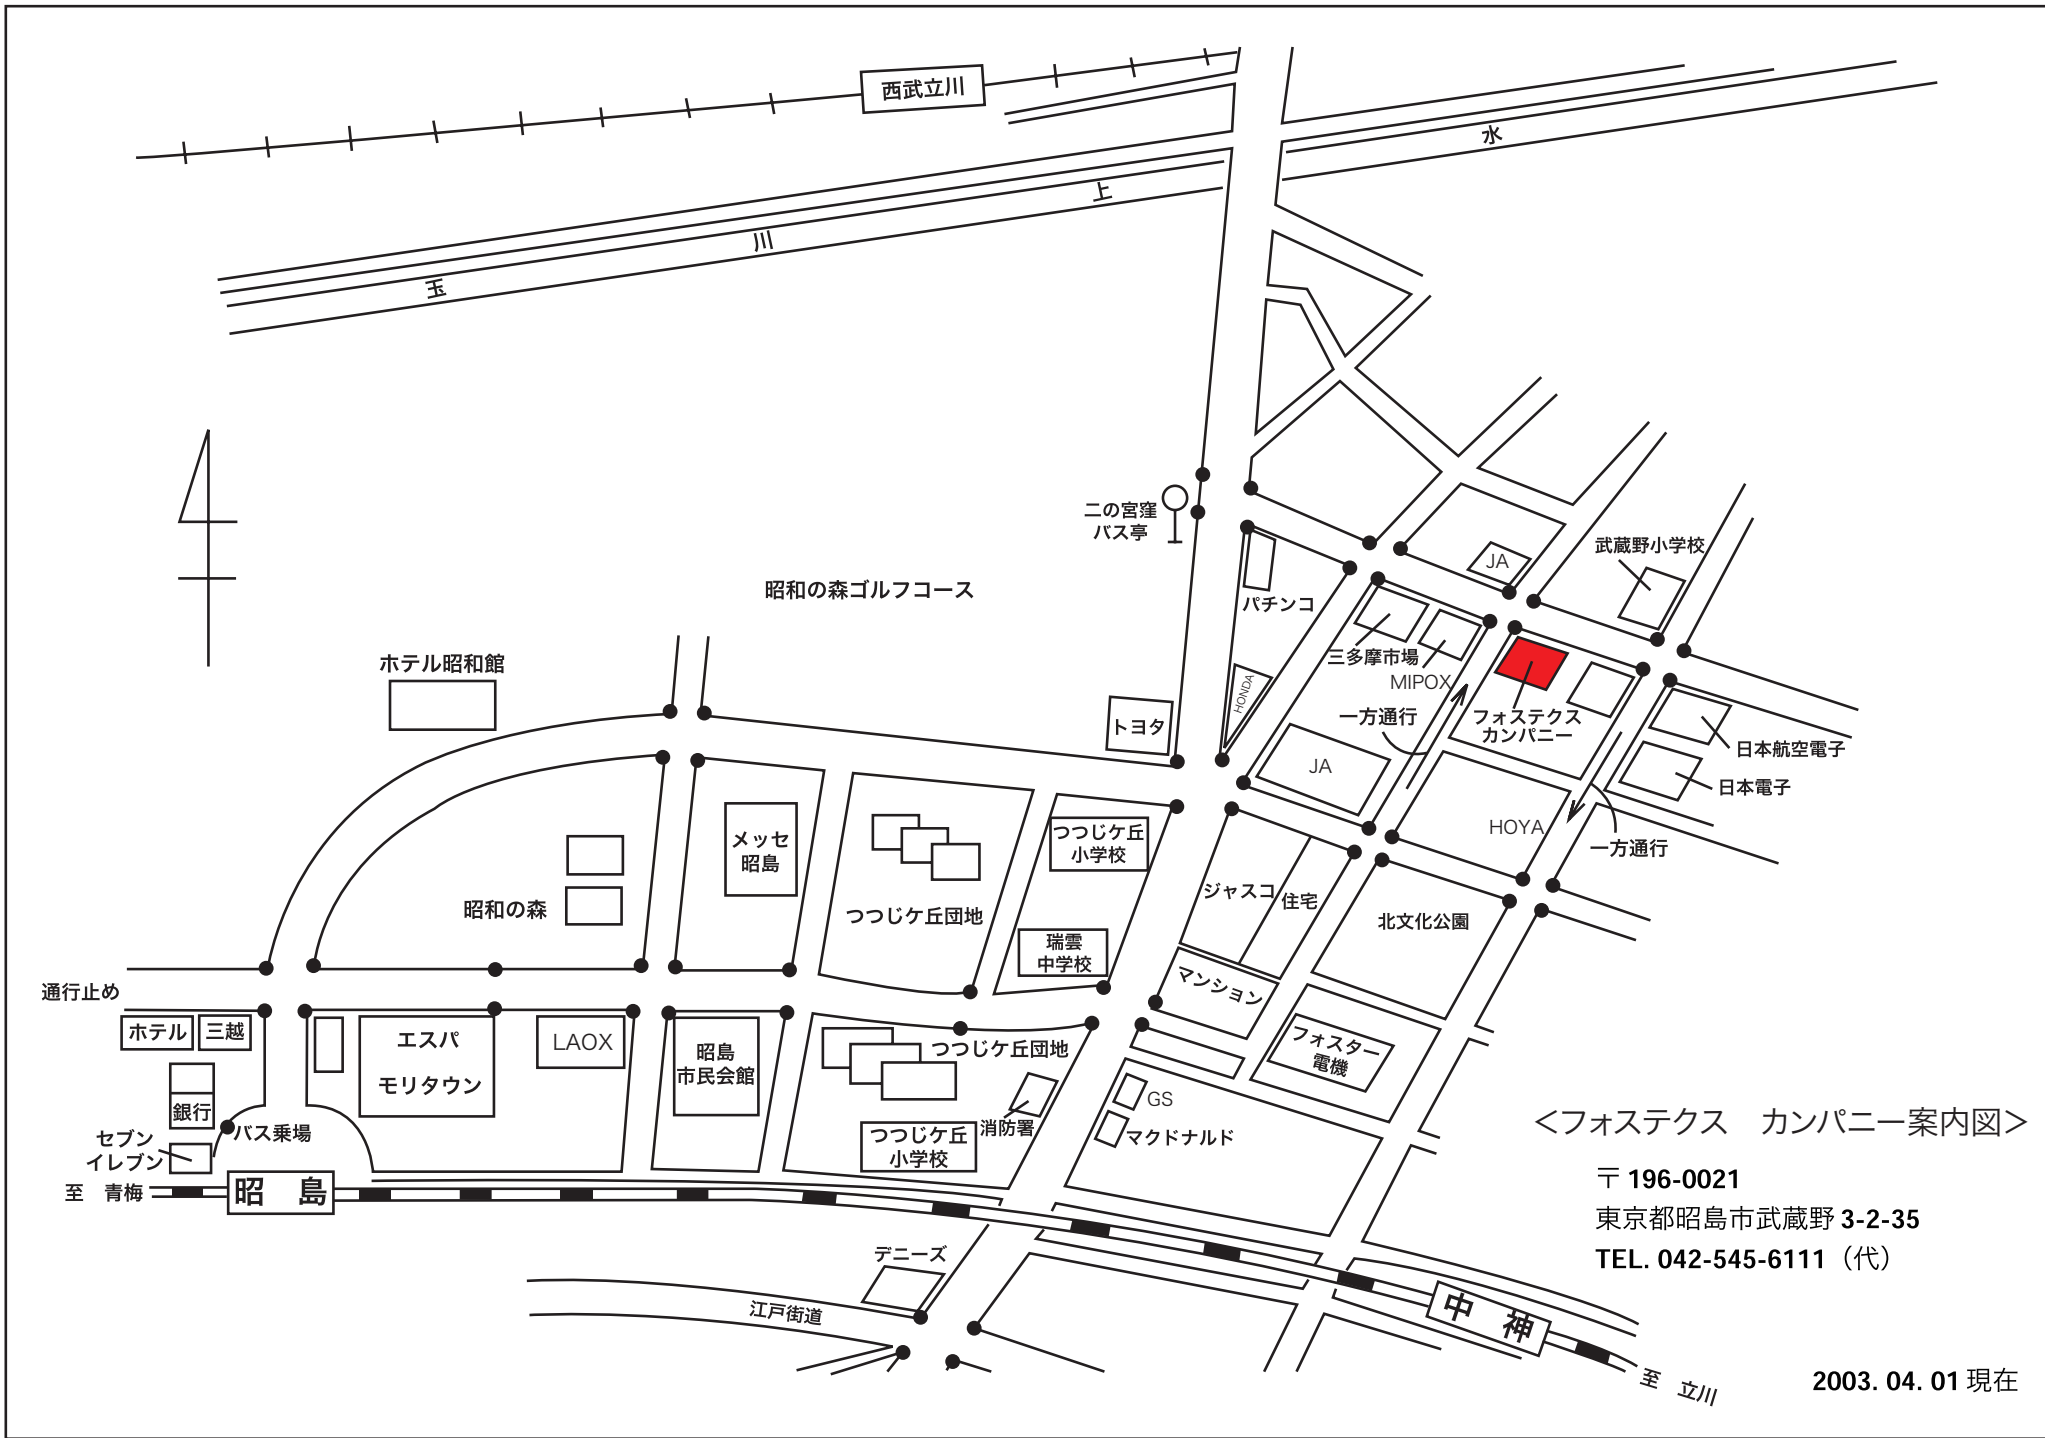 西武立川
水
上
川
玉
二の宮窪
バス亭
JA
武蔵野小学校
昭和の森ゴルフコース
パチンコ
三多摩市場
MIPOX
ホテル昭和館
HONDA
トヨタ
一方通行
フォステクス
カンパニー
日本航空電子
日本電子
JA
HOYA
一方通行
メッセ
昭島
つつじケ丘
小学校
ジャスコ
住宅
昭和の森
つつじケ丘団地
北文化公園
瑞雲
中学校
マンション
通行止め
ホテル
三越
エスパ
モリタウン
LAOX
昭島
市民会館
つつじケ丘団地
フォスター
電機
銀行
バス乗場
セブン
イレブン
つつじケ丘
小学校
消防署
GS
マクドナルド
＜フォステクス　カンパニー案内図＞
〒196-0021
東京都昭島市武蔵野 3-2-35
TEL. 042-545-6111（代）
至　青梅
昭　島
デニーズ
江戸街道
中　神
至　立川
2003. 04. 01 現在